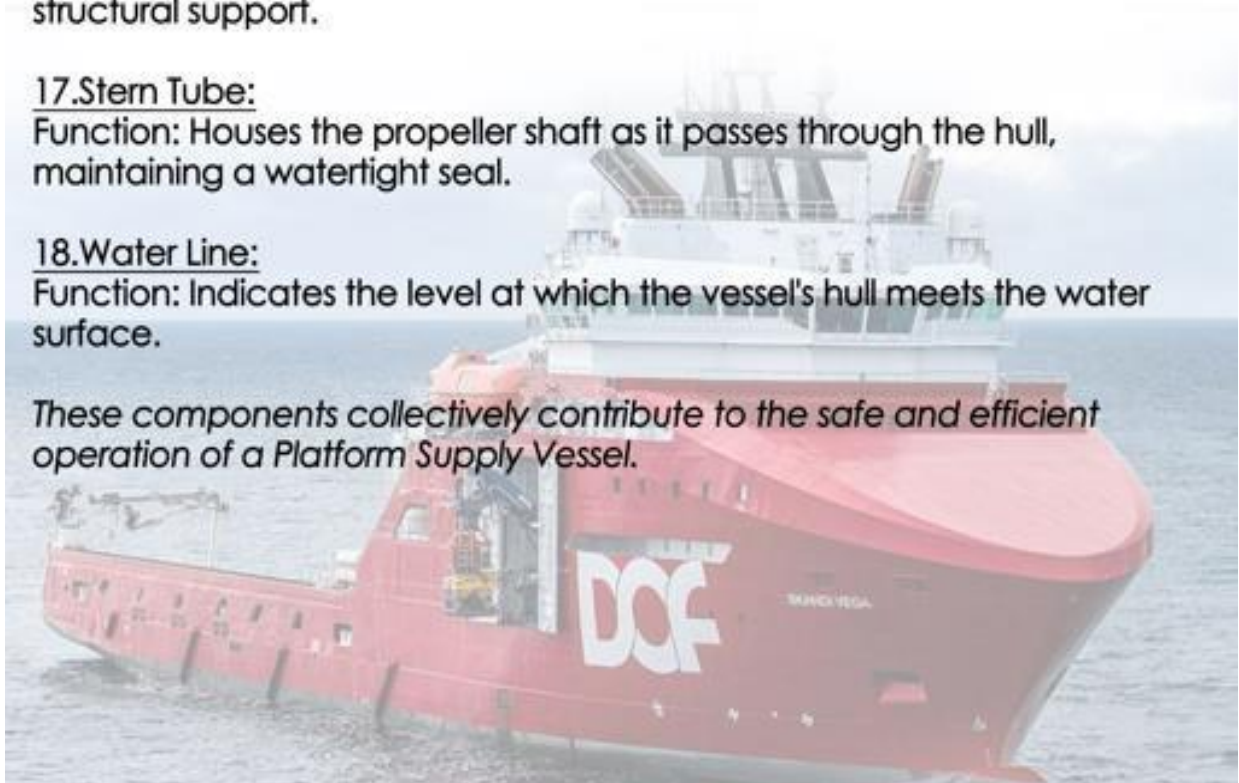 structural support.
17.Stern Tube:
Function: Houses the propeller shaft as it passes through the hull,
maintaining a watertight seal.
18.Water Line:
Function: Indicates the level at which the vessel's hull meets the water
surface.
These components collectively contribute to the safe and efficient
operation of a Platform Supply Vessel.
DOF
SKANDI VEGA